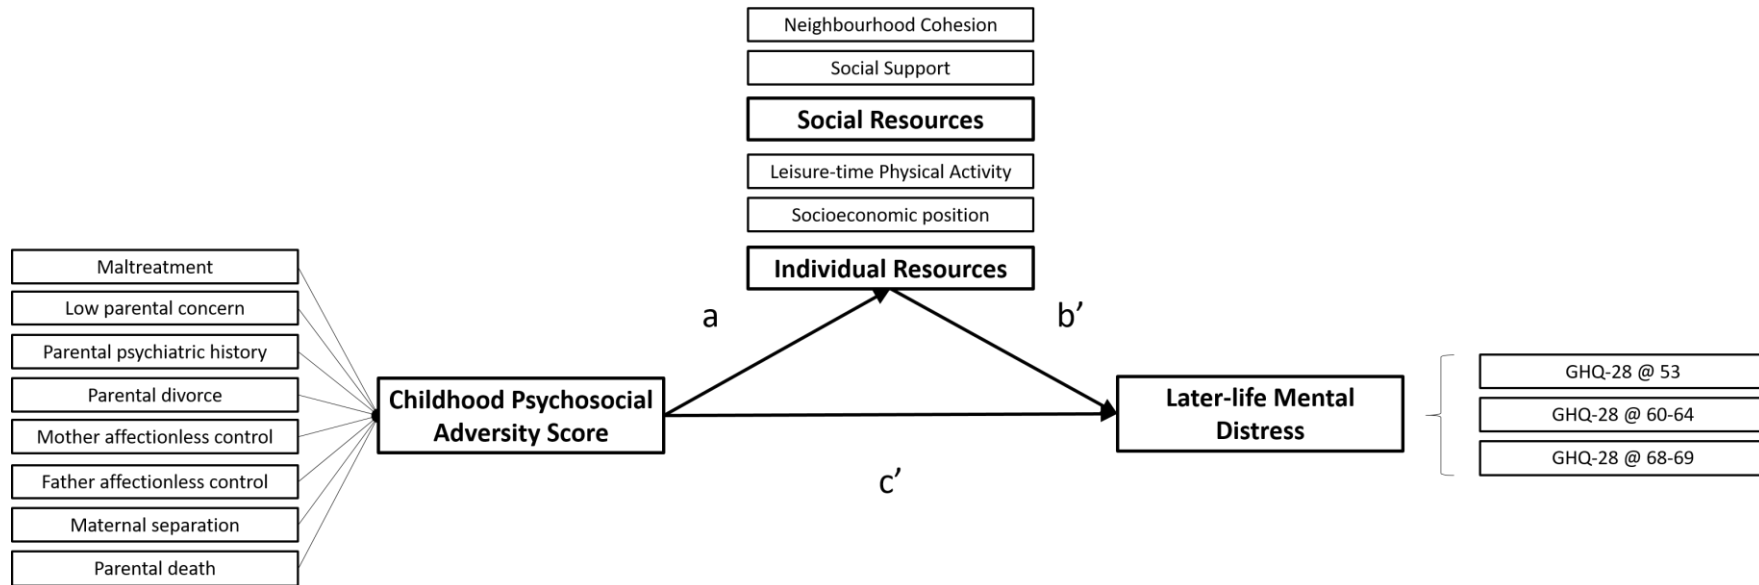 Neighbourhood Cohesion
Social Support
Social Resources
Leisure-time Physical Activity
Socioeconomic position
Individual Resources
Maltreatment
Low parental concern
Parental psychiatric history
Parental divorce
Mother affectionless control
Father affectionless control
Maternal separation
Parental death
a
b’
Childhood Psychosocial
Adversity Score
c’
Later-life Mental
Distress
GHQ-28 @ 53
GHQ-28 @ 60-64
GHQ-28 @ 68-69